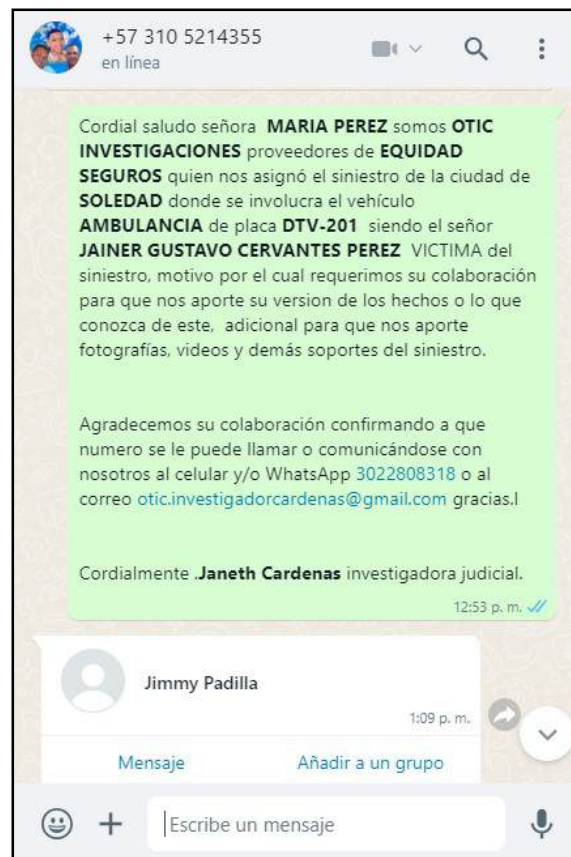 +57 310 5214355
en línea
Cordial saludo señora MARIA PEREZ somos OTIC
INVESTIGACIONES proveedores de EQUIDAD
SEGUROS quien nos asignó el siniestro de la ciudad de
SOLEDAD donde se involucra el vehículo
AMBULANCIA de placa DTV-201 siendo el señor
JAINER GUSTAVO CERVANTES PEREZ VICTIMA del
siniestro, motivo por el cual requerimos su colaboración
para que nos aporte su version de los hechos o lo que
conozca de este, adicional para que nos aporte
fotografías, videos y demás soportes del siniestro.
Agradecemos su colaboración confirmando a que
numero se le puede llamar o comunicándose con
nosotros al celular y/o WhatsApp 3022808318 o al
correo otic.investigadorcardenas@gmail.com gracias.l
Cordialmente .Janeth Cardenas investigadora judicial.
12:53 p. m.
Jimmy Padilla
1:09 p. m.
Mensaje Añadir a un grupo
Escribe un mensaje